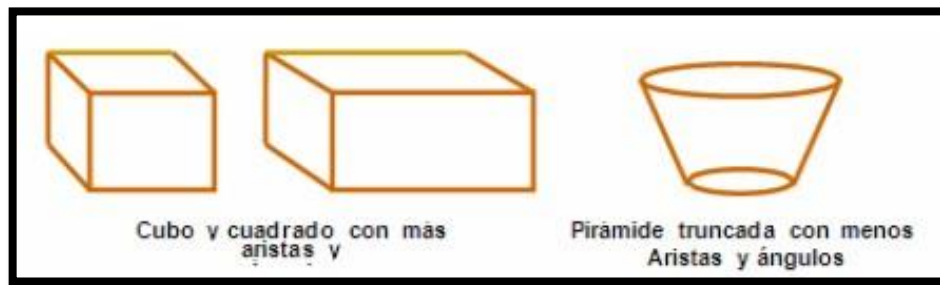 Cubo y cuadrado con más
aristas y
Pirámide truncada con menos
Aristas y ángulos